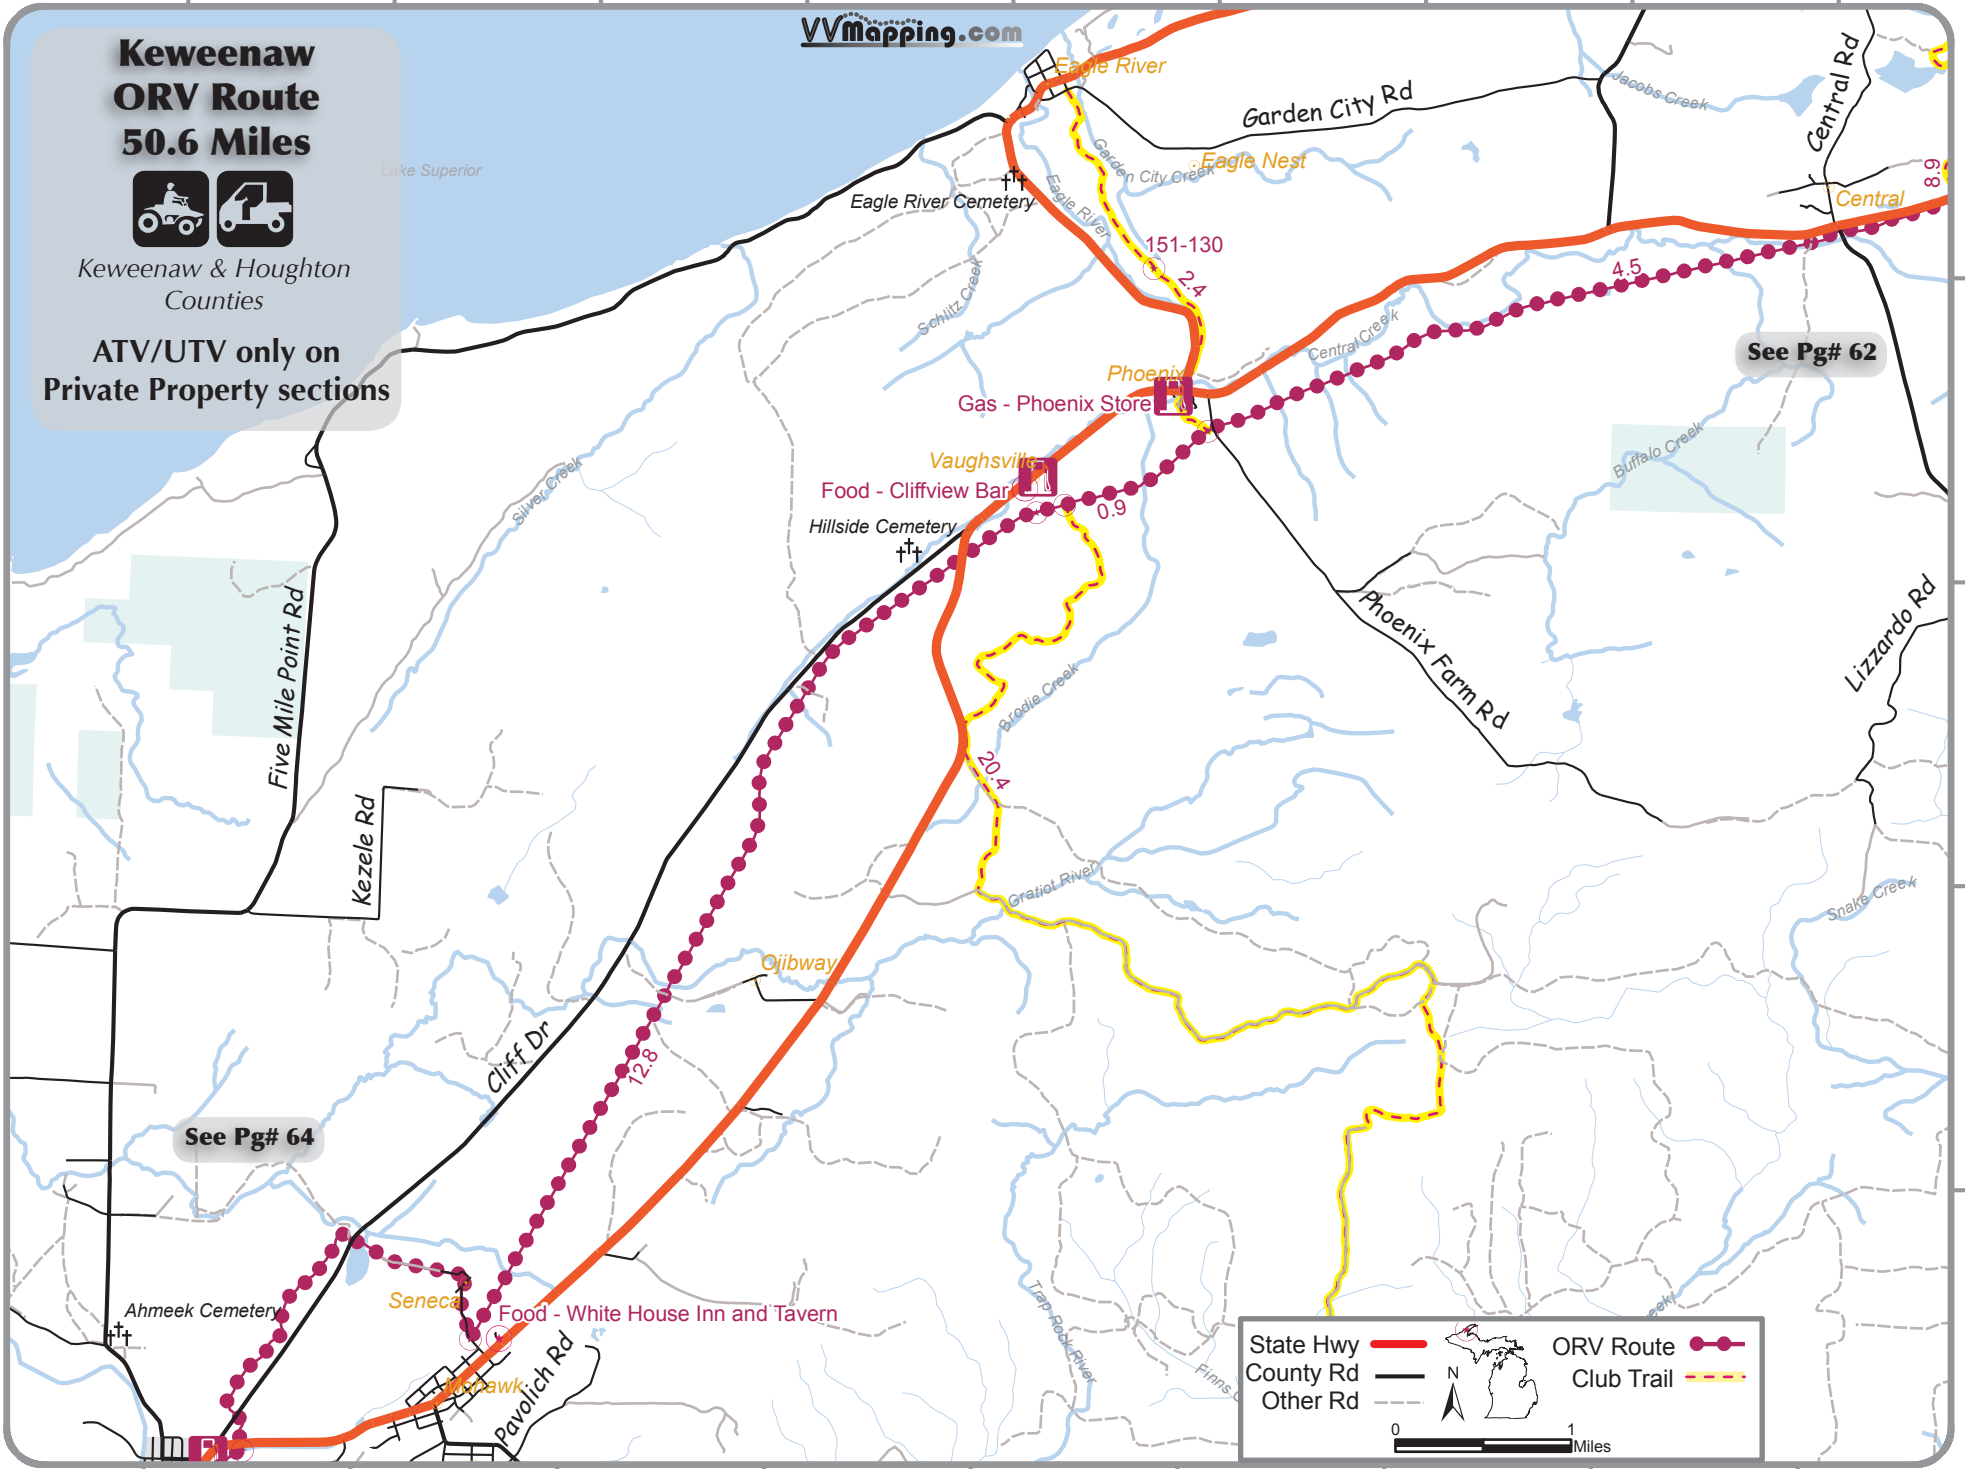 Keweenaw
ORV Route
50.6 Miles
Keweenaw & Houghton
Counties
ATV/UTV only on
Private Property sections
VVMapping.com
Lake Superior
Eagle River
Garden City Rd
Jacobs Creek
Central Rd
Eagle Nest
Garden City Creek
Eagle River
Eagle River Cemetery
Central
8.9
151-130
2.4
4.5
Schlitz Creek
Central Creek
See Pg# 62
Phoenix
Gas - Phoenix Store
Vaughsville
Food - Cliffview Bar
Hillside Cemetery
0.9
Silver Creek
Buffalo Creek
Five Mile Point Rd
Phoenix Farm Rd
Lizzardo Rd
Brodie Creek
20.4
Kezele Rd
Gratiot River
Snake Creek
Ojibway
Cliff Dr
12.8
See Pg# 64
Ahmeek Cemetery
Seneca
Food - White House Inn and Tavern
Mohawk
Pavolich Rd
Trap Rock River
Finns
State Hwy
County Rd
Other Rd
N
ORV Route
Club Trail
0 1
Miles